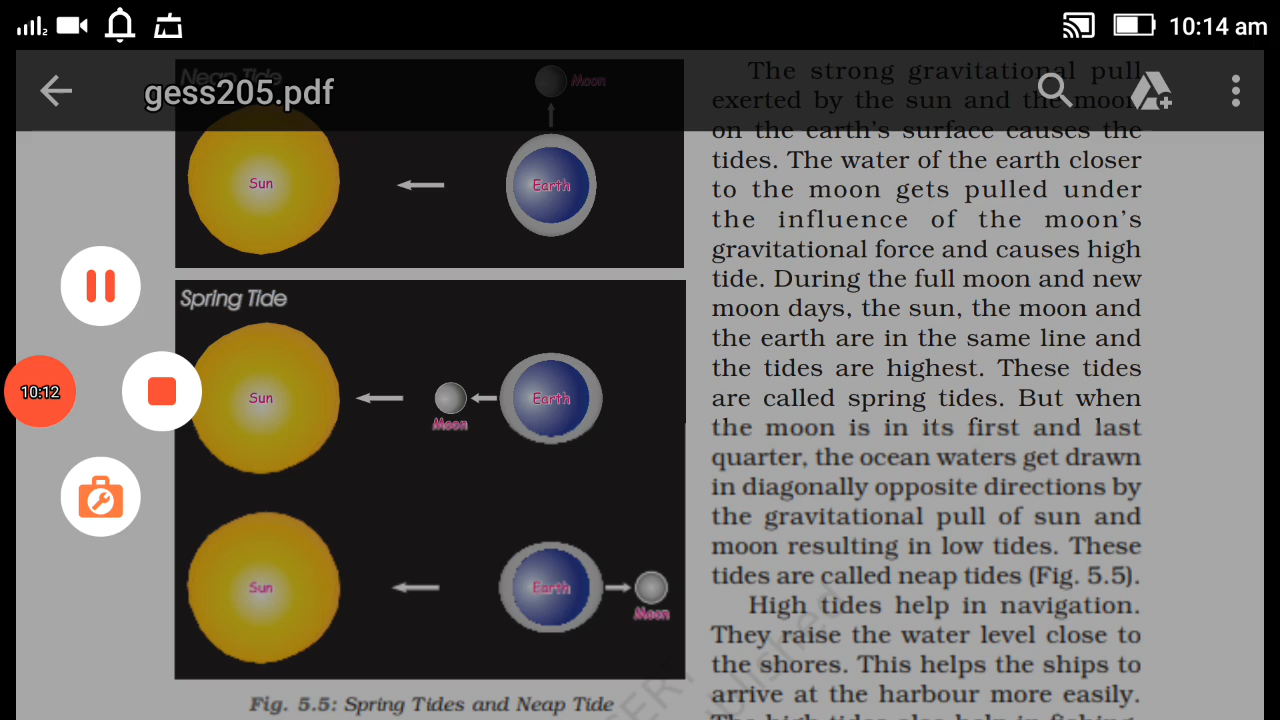 10:14 am
gess205.pdf
Neap Tide
Moon
Sun
Earth
10:12
Spring Tide
Sun
Moon
Earth
Sun
Earth
Moon
Fig. 5.5: Spring Tides and Neap Tide
The strong gravitational pull
exerted by the sun and the moon
on the earth's surface causes the
tides. The water of the earth closer
to the moon gets pulled under
the influence of the moon's
gravitational force and causes high
tide. During the full moon and new
moon days, the sun, the moon and
the earth are in the same line and
the tides are highest. These tides
are called spring tides. But when
the moon is in its first and last
quarter, the ocean waters get drawn
in diagonally opposite directions by
the gravitational pull of sun and
moon resulting in low tides. These
tides are called neap tides (Fig. 5.5).
High tides help in navigation.
They raise the water level close to
the shores. This helps the ships to
arrive at the harbour more easily.
The high tides also help in fishing.